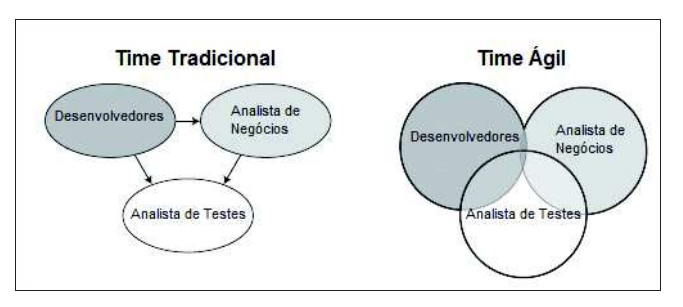 Time Tradicional
Desenvolvedores
Analista de
Negócios
Analista de Testes
Time Ágil
Desenvolvedores
Analista de
Negócios
Analista de Testes